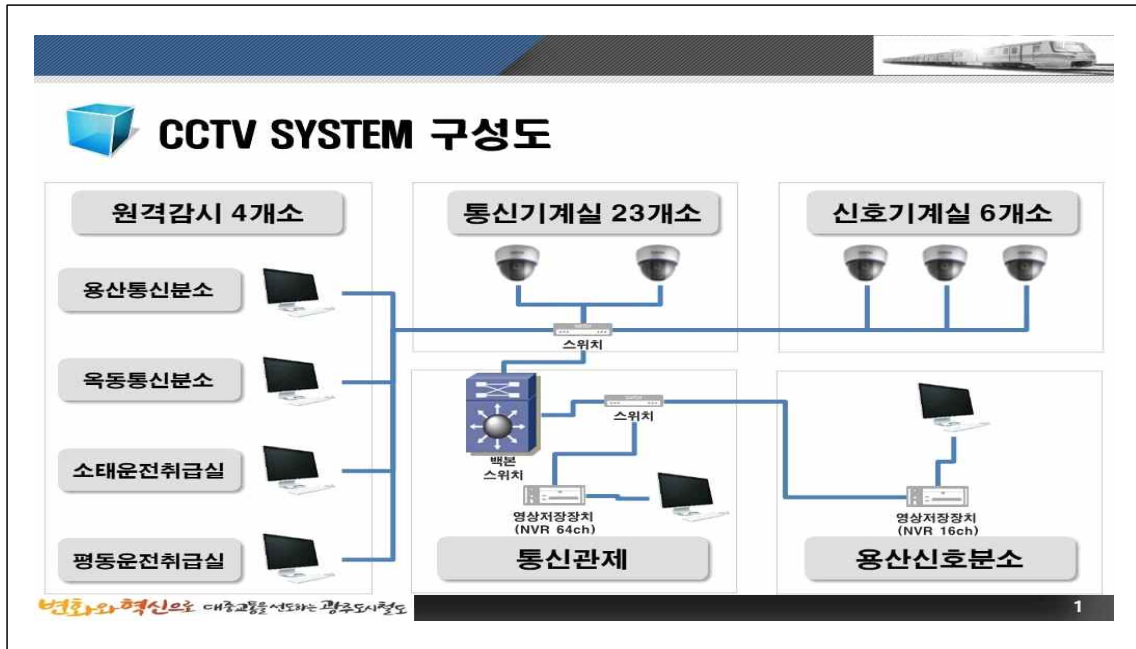 CCTV SYSTEM 구성도
원격감시 4개소
용산통신분소
옥동통신분소
소태운전취급실
평동운전취급실
통신기계실 23개소
스위치
신호기계실 6개소
백본
스위치
스위치
영상저장장치
(NVR 64ch)
통신관제
영상저장장치
(NVR 16ch)
용산신호분소
변화와 혁신으로 대중교통을 선도하는 광주도시철도
1